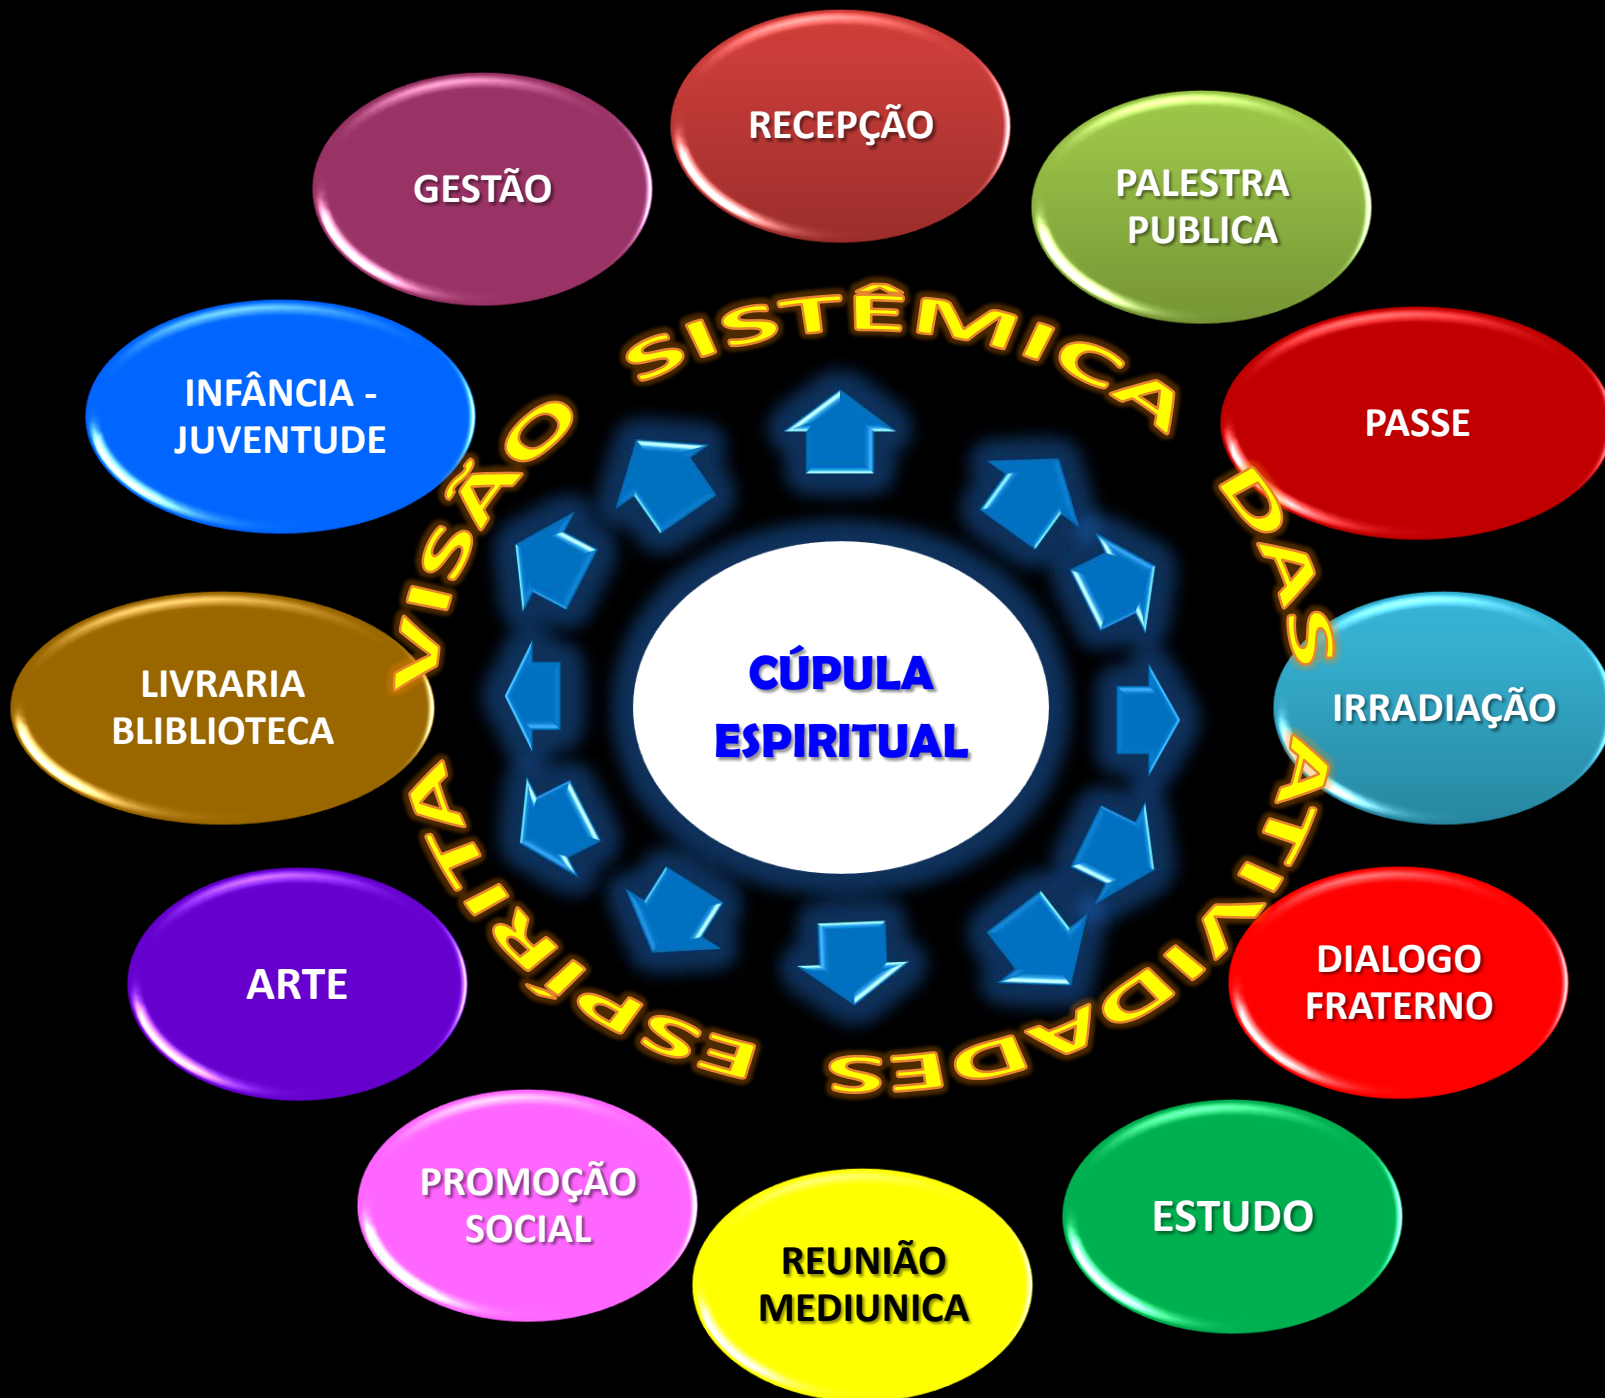 RECEPÇÃO
PALESTRA
PUBLICA
PASSE
IRRADIAÇÃO
DIALOGO
FRATERNO
ESTUDO
REUNIÃO
MEDIUNICA
PROMOÇÃO
SOCIAL
ARTE
LIVRARIA
BLIBLIOTECA
INFÂNCIA -
JUVENTUDE
GESTÃO
VISÃO SISTÊMICA DAS ATIVIDADES ESPÍRITA
CÚPULA
ESPIRITUAL